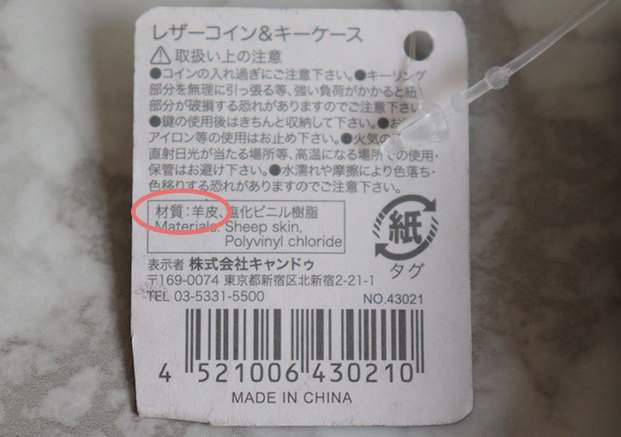 レザーコイン&キーケース
⚠取扱い上の注意
●コインの入れ過ぎにご注意下さい。●キーリング
部分を無理に引っ張る等、強い負荷がかかると紐
部分が破損する恐れがありますのでご注意下さい。
●鍵の使用後はきちんと収納して下さい。●お
アイロン等の使用はお止め下さい。●火気の
直射日光が当たる場所等、高温になる場所での使用・
保管はお避け下さい。●水濡れや摩擦により色落ち・
色移りする恐れがありますのでご注意下さい。
材質:羊皮、塩化ビニル樹脂
Materials: Sheep skin,
Polyvinyl chloride
紙
タグ
表示者 株式会社キャンドゥ
〒169-0074 東京都新宿区北新宿2-21-1
TEL 03-5331-5500
NO.43021
4 521006 430210
MADE IN CHINA